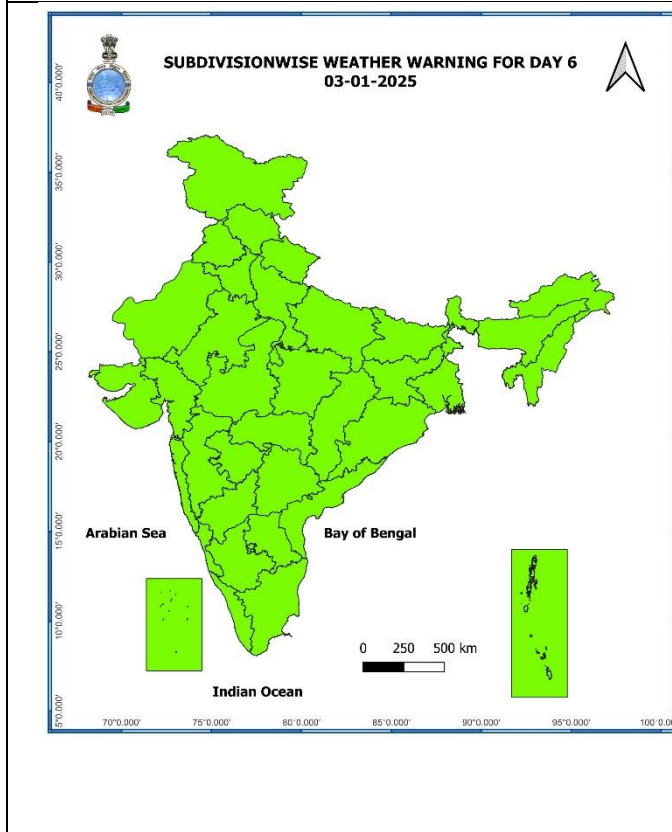 SUBDIVISIONWISE WEATHER WARNING FOR DAY 6
03-01-2025
40°0.000'
35°0.000'
30°0.000'
25°0.000'
20°0.000'
15°0.000'
10°0.000'
5°0.000'
Arabian Sea
Bay of Bengal
0 250 500 km
Indian Ocean
70°0.000' 75°0.000' 80°0.000' 85°0.000' 90°0.000' 95°0.000' 100°0.0